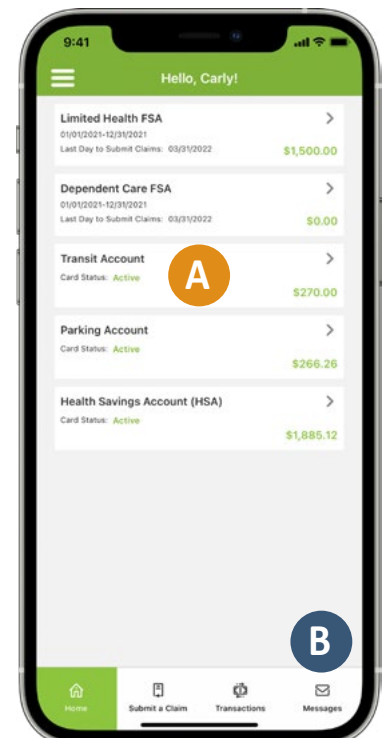 9:41
Hello, Carly!
Limited Health FSA
01/01/2021-12/31/2021
Last Day to Submit Claims: 03/31/2022
$1,500.00
Dependent Care FSA
01/01/2021-12/31/2021
Last Day to Submit Claims: 03/31/2022
$0.00
Transit Account
Card Status: Active
A
$270.00
Parking Account
Card Status: Active
$266.26
Health Savings Account (HSA)
Card Status: Active
$1,885.12
B
Home Submit a Claim Transactions Messages